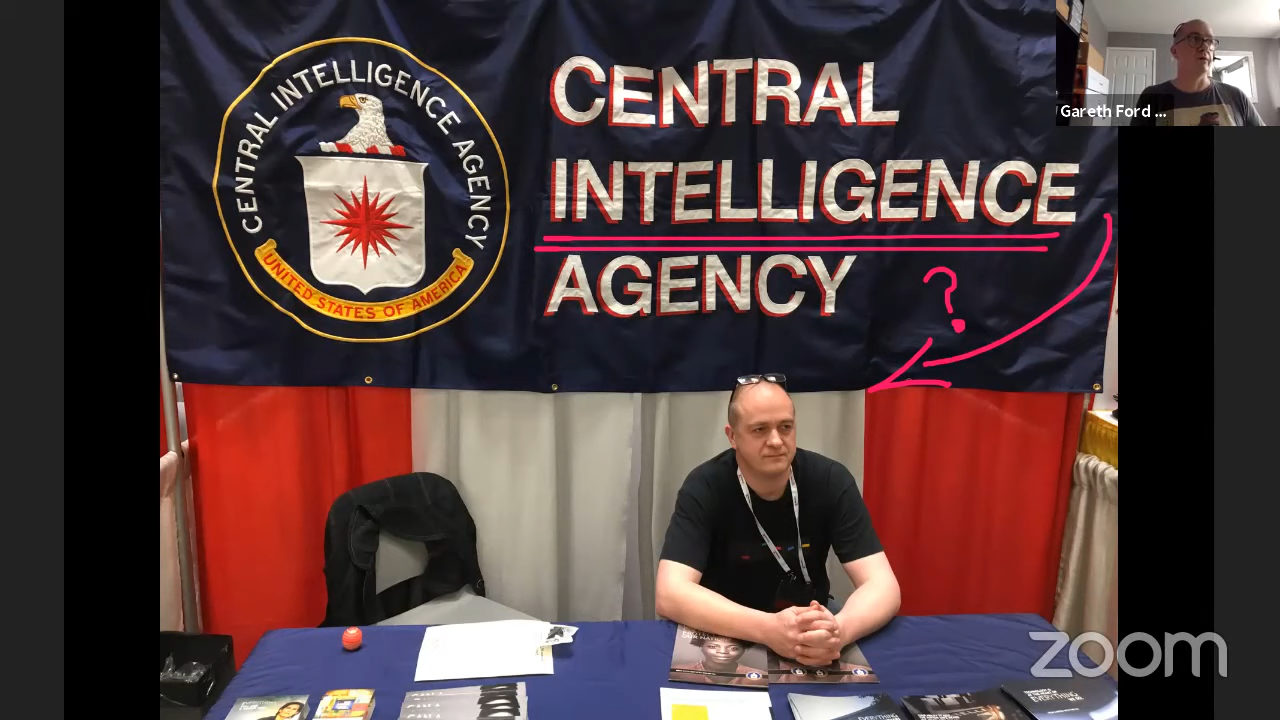 CENTRAL INTELLIGENCE AGENCY
UNITED STATES OF AMERICA
CENTRAL
INTELLIGENCE
AGENCY
?
Gareth Ford ...
zoom